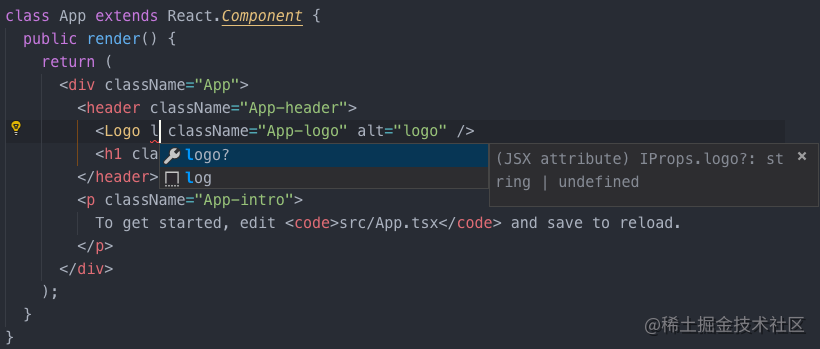 class App extends React.Component {
  public render() {
    return (
      <div className="App">
        <header className="App-header">
          <Logo l className="App-logo" alt="logo" />
          <h1 cla
logo?
log
(JSX attribute) IProps.logo?: st
ring | undefined
        </header>
        <p className="App-intro">
          To get started, edit <code>src/App.tsx</code> and save to reload.
        </p>
      </div>
    );
  }
}
@稀土掘金技术社区